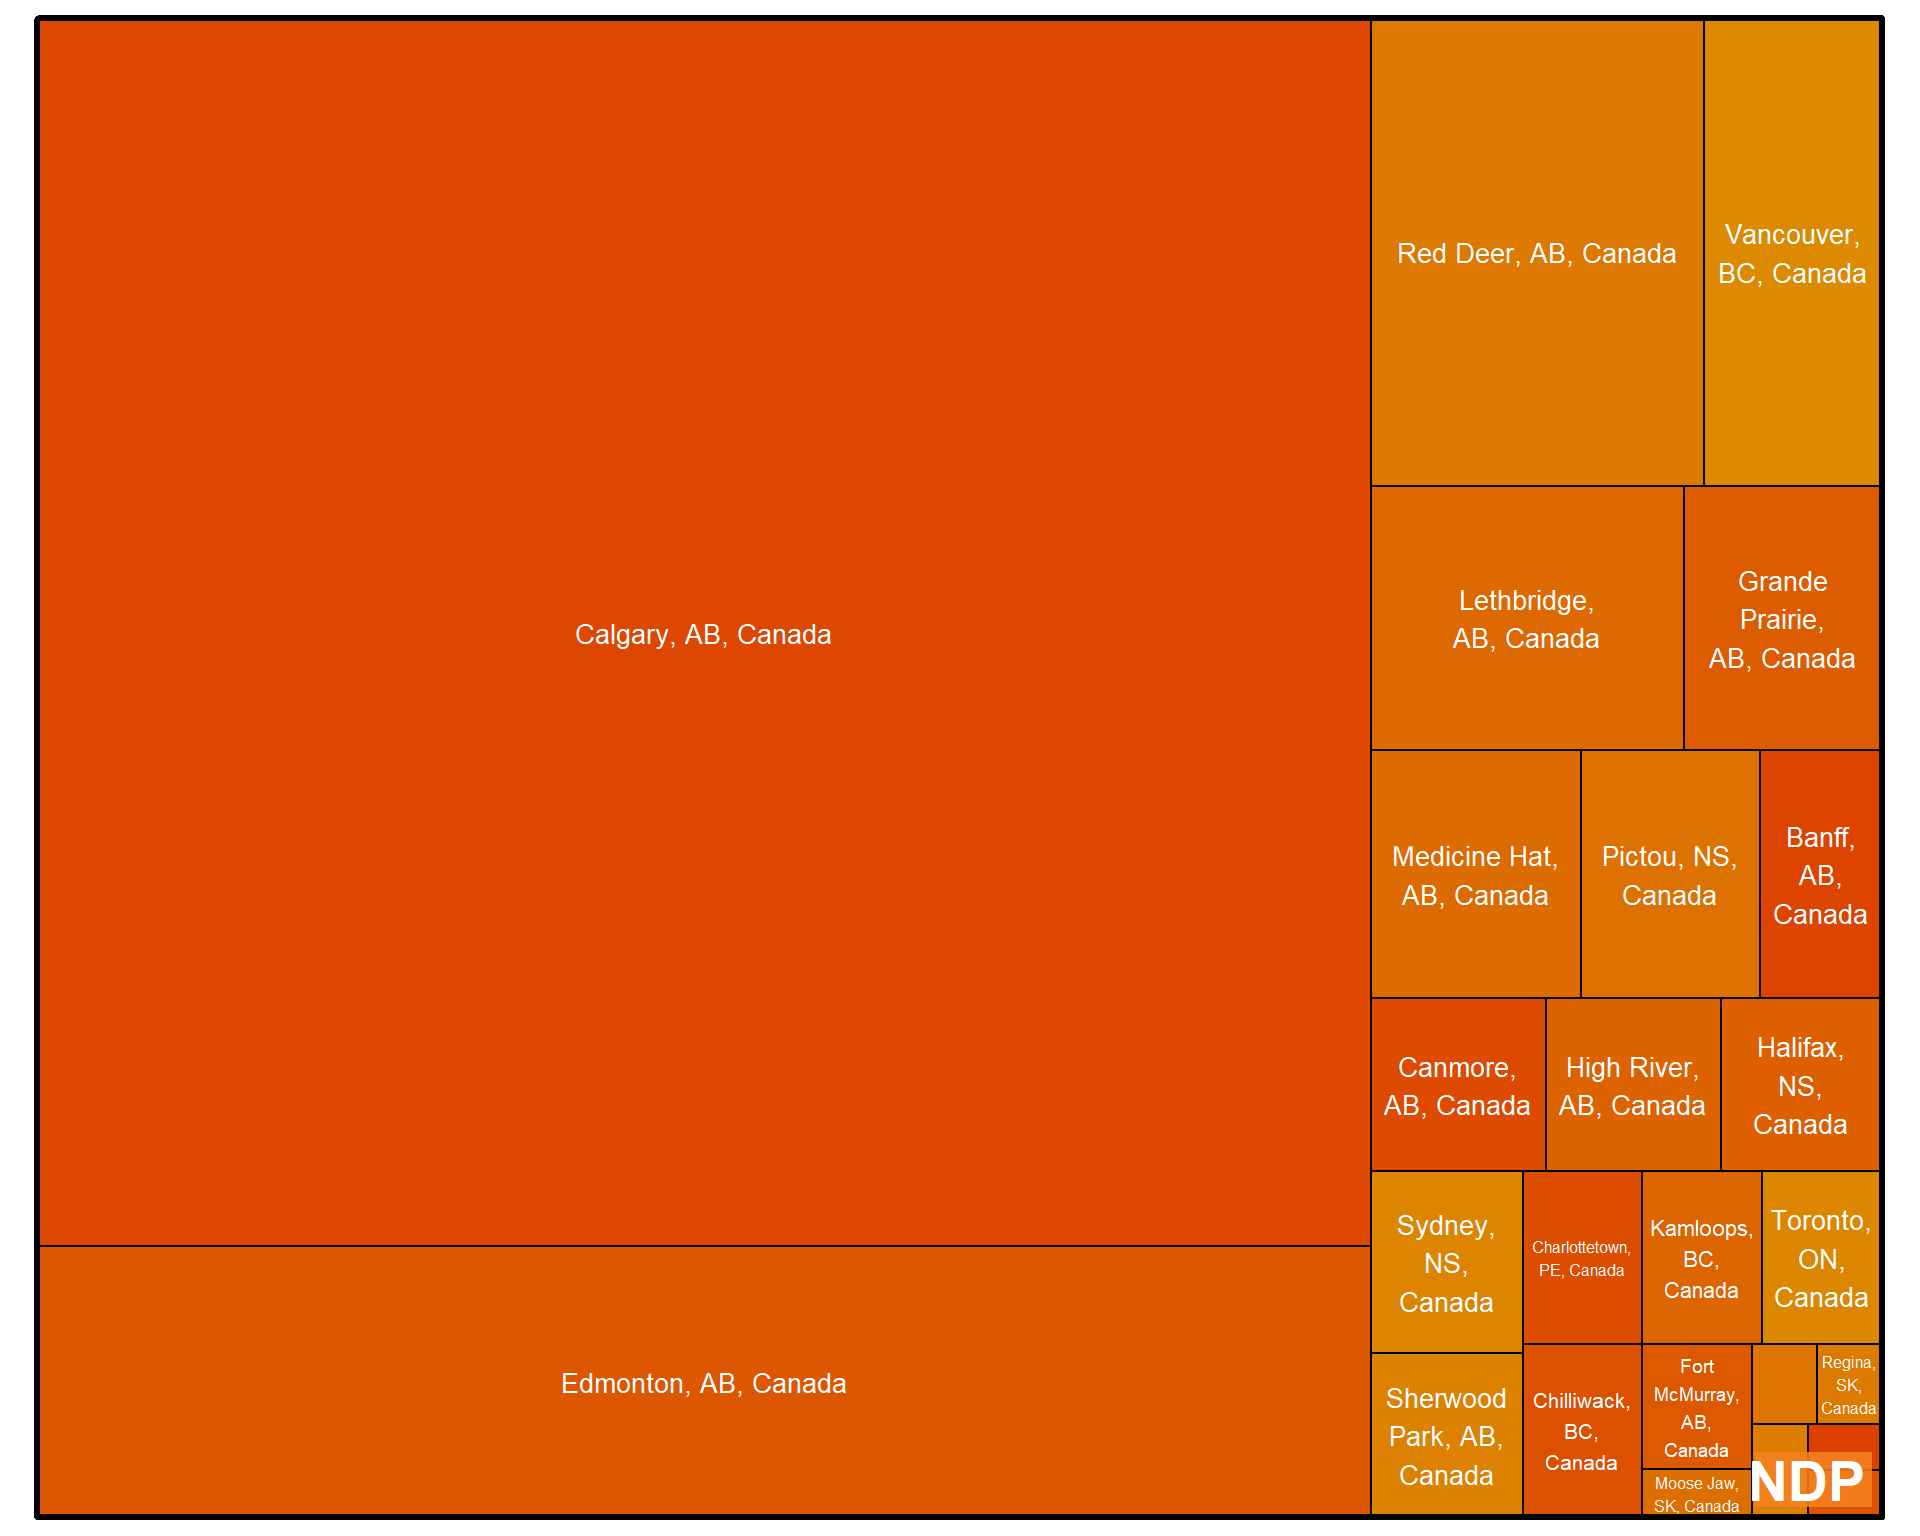 Calgary, AB, Canada
Edmonton, AB, Canada
Red Deer, AB, Canada
Vancouver,
BC, Canada
Lethbridge,
AB, Canada
Grande
Prairie,
AB, Canada
Medicine Hat,
AB, Canada
Pictou, NS,
Canada
Banff,
AB,
Canada
Canmore,
AB, Canada
High River,
AB, Canada
Halifax,
NS,
Canada
Sydney,
NS,
Canada
Charlottetown,
PE, Canada
Kamloops,
BC,
Canada
Toronto,
ON,
Canada
Sherwood
Park, AB,
Canada
Chilliwack,
BC,
Canada
Fort
McMurray,
AB,
Canada
Regina,
SK,
Canada
Moose Jaw,
SK, Canada
NDP